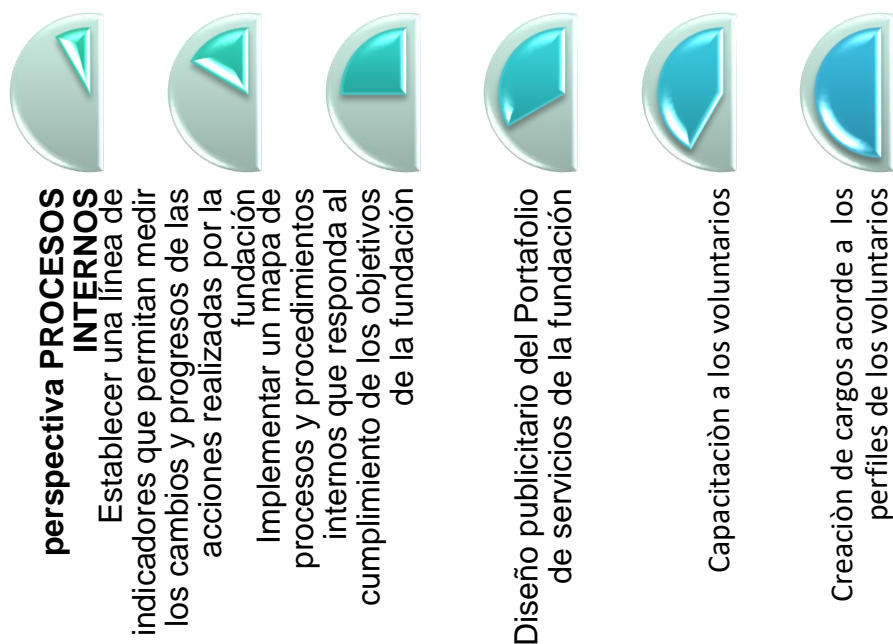 perspectiva PROCESOS
INTERNOS
Establecer una línea de
indicadores que permitan medir
los cambios y progresos de las
acciones realizadas por la
fundación
Implementar un mapa de
procesos y procedimientos
internos que responda al
cumplimiento de los objetivos
de la fundación
Diseño publicitario del Portafolio
de servicios de la fundación
Capacitaciòn a los voluntarios
Creaciòn de cargos acorde a los
perfiles de los voluntarios